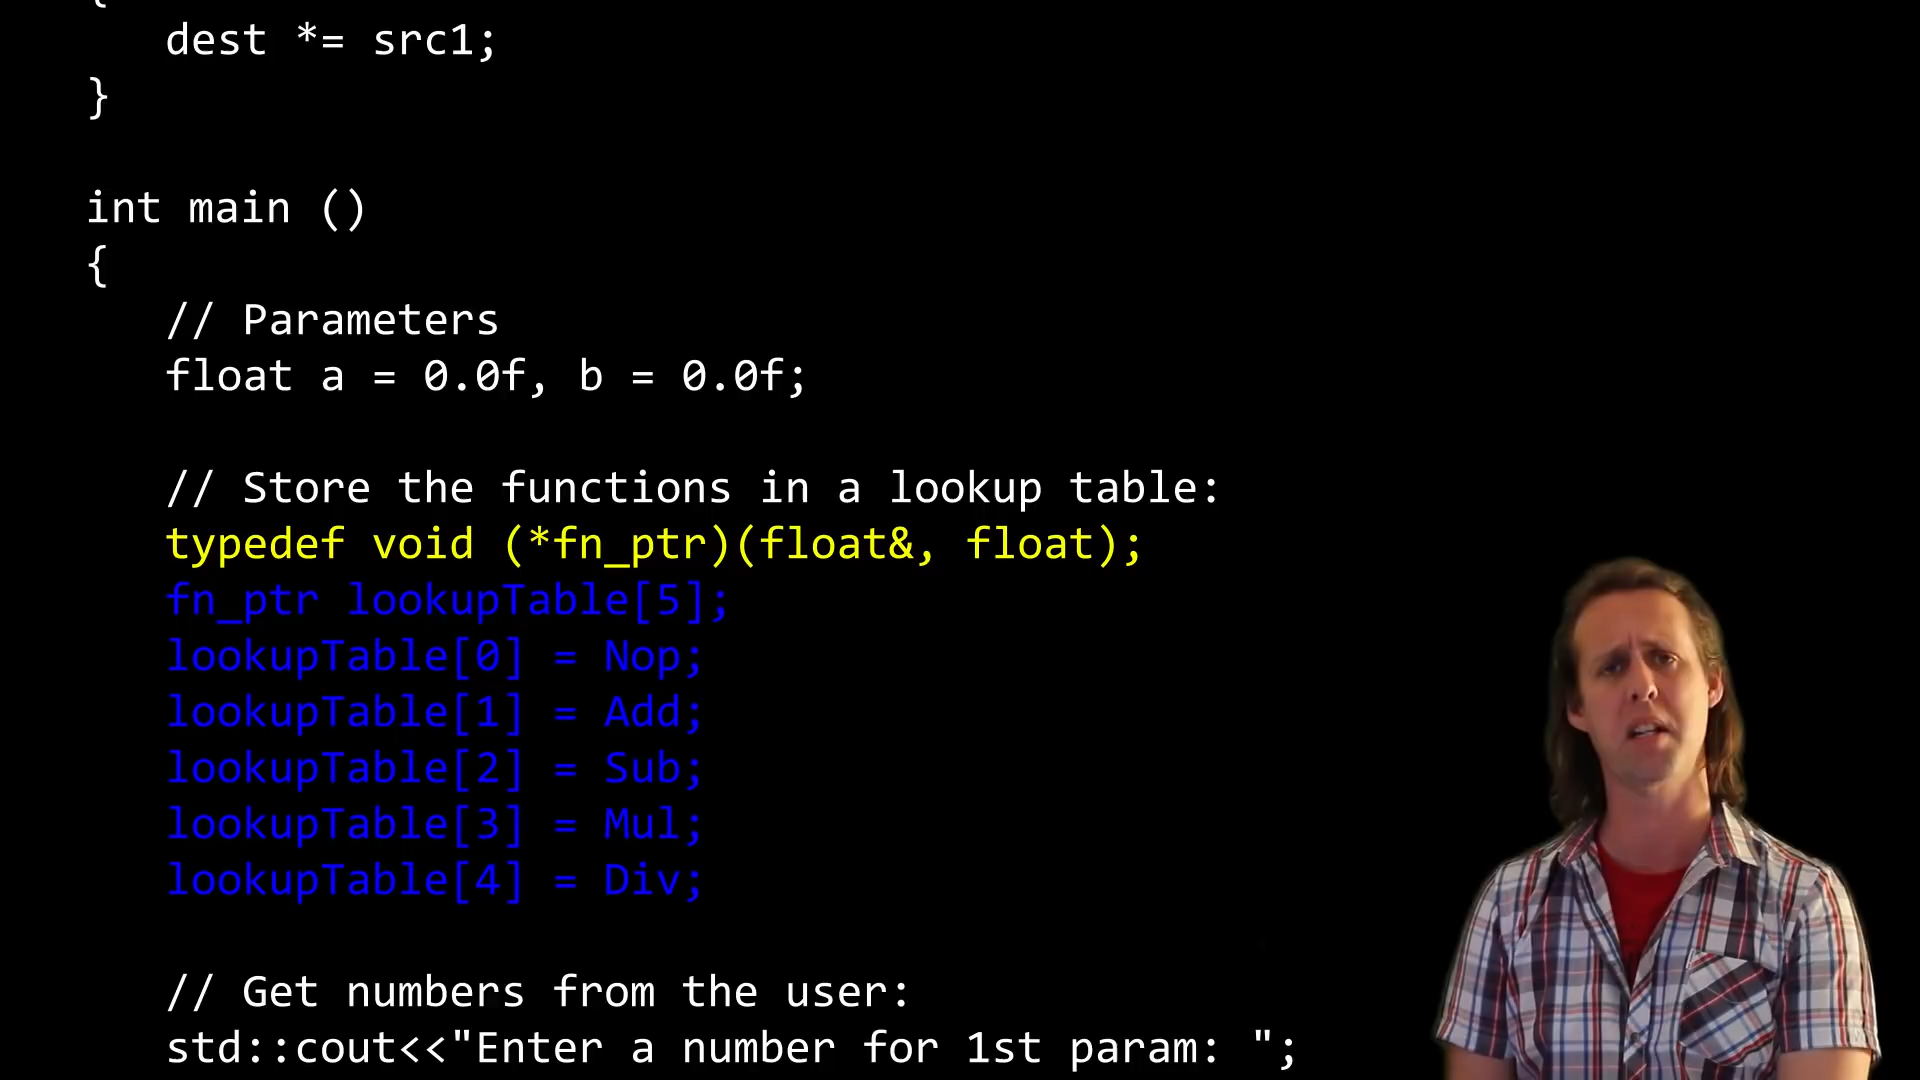 {
dest *= src1;
}
int main ()
{
// Parameters
float a = 0.0f, b = 0.0f;
// Store the functions in a lookup table:
typedef void (*fn_ptr)(float&, float);
fn_ptr lookupTable[5];
lookupTable[0] = Nop;
lookupTable[1] = Add;
lookupTable[2] = Sub;
lookupTable[3] = Mul;
lookupTable[4] = Div;
// Get numbers from the user:
std::cout<<"Enter a number for 1st param: ";